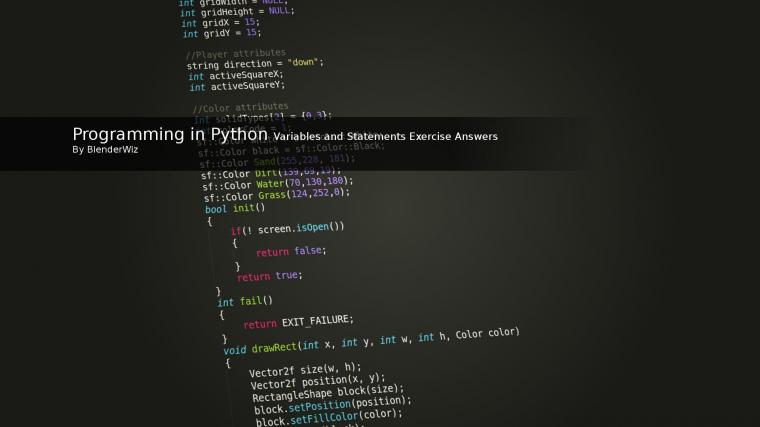 int gridWidth = NULL;
int gridHeight = NULL;
int gridX = 15;
int gridY = 15;
//Player attributes
string direction = "down";
int activeSquareX;
int activeSquareY;
//Color attributes
int solidTypes[2] = {0,3};
Programming in Python Variables and Statements Exercise Answers
By BlenderWiz
sf::Color black = sf::Color::Black;
sf::Color Sand(255,228, 181);
sf::Color Dirt(139,69,19);
sf::Color Water(70,130,180);
sf::Color Grass(124,252,0);
bool init()
{
if(! screen.isOpen())
{
return false;
}
return true;
}
int fail()
{
return EXIT_FAILURE;
}
void drawRect(int x, int y, int w, int h, Color color)
{
Vector2f size(w, h);
Vector2f position(x, y);
RectangleShape block(size);
block.setPosition(position);
block.setFillColor(color);